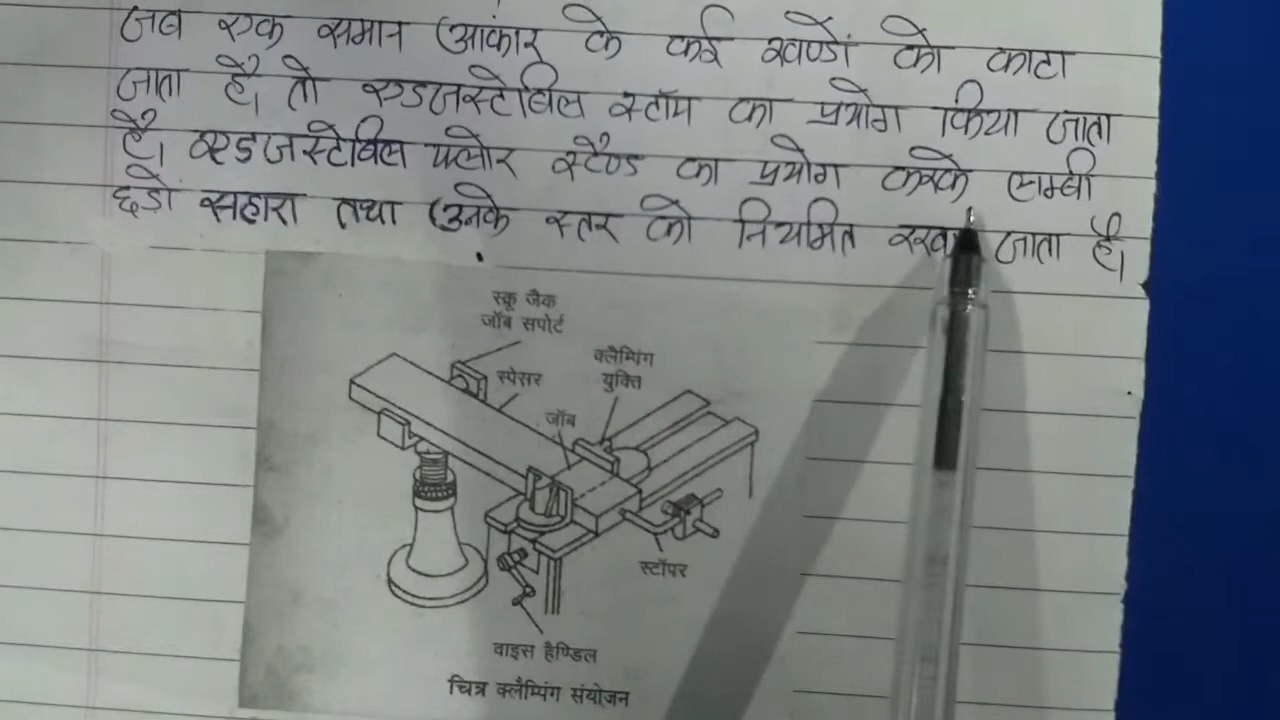 जब एक समान आकार के कई खण्डों को काटा
जाता है। तो एडजस्टेबिल स्टॉप का प्रयोग किया जाता
है। एडजस्टेबिल फ्लोर स्टैण्ड का प्रयोग करके लाम्बी
छड़ों सहारा तथा उनके स्तर को नियमित रखा जाता है।
स्क्रू जैक
जॉब सपोर्ट
क्लैम्पिंग
युक्ति
स्पेसर
जॉब
स्टॉपर
वाइस हैण्डिल
चित्र क्लैम्पिंग संयोजन